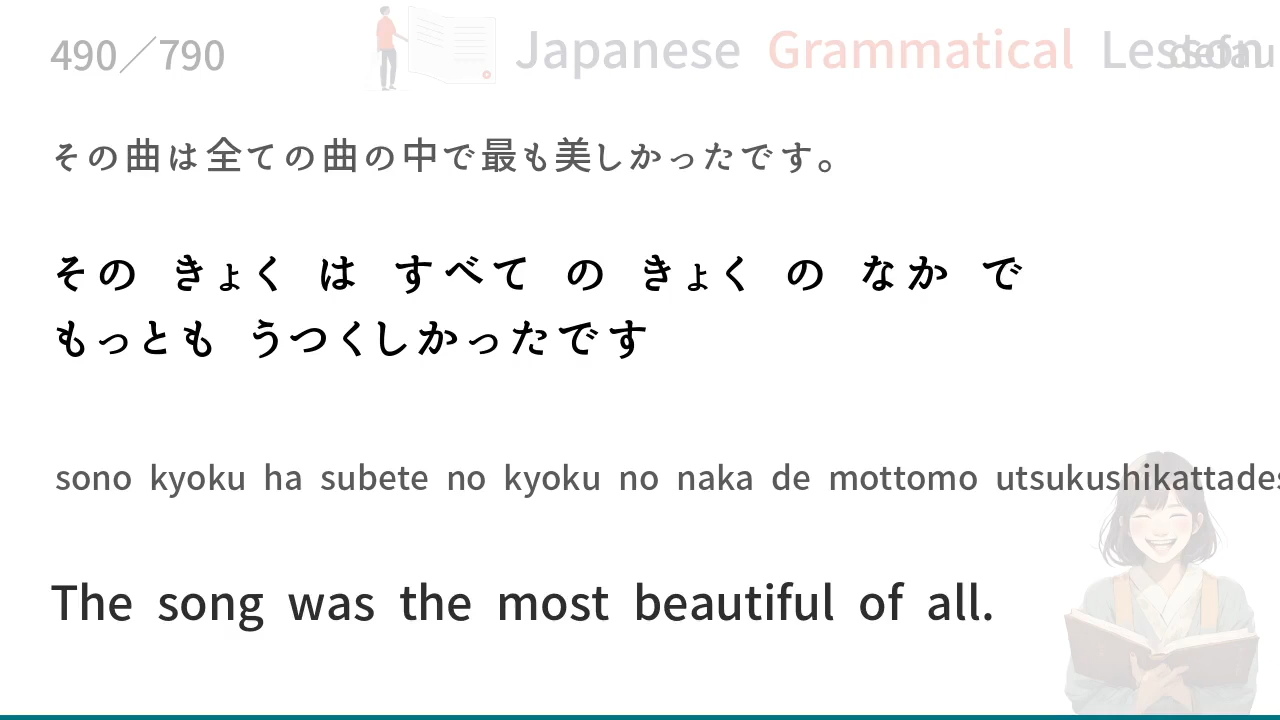 490／790
Japanese Grammatical Lesson
その曲は全ての曲の中で最も美しかったです。
その きょく は すべて の きょく の なか で
もっとも うつくしかったです
sono kyoku ha subete no kyoku no naka de mottomo utsukushikattades
The song was the most beautiful of all.